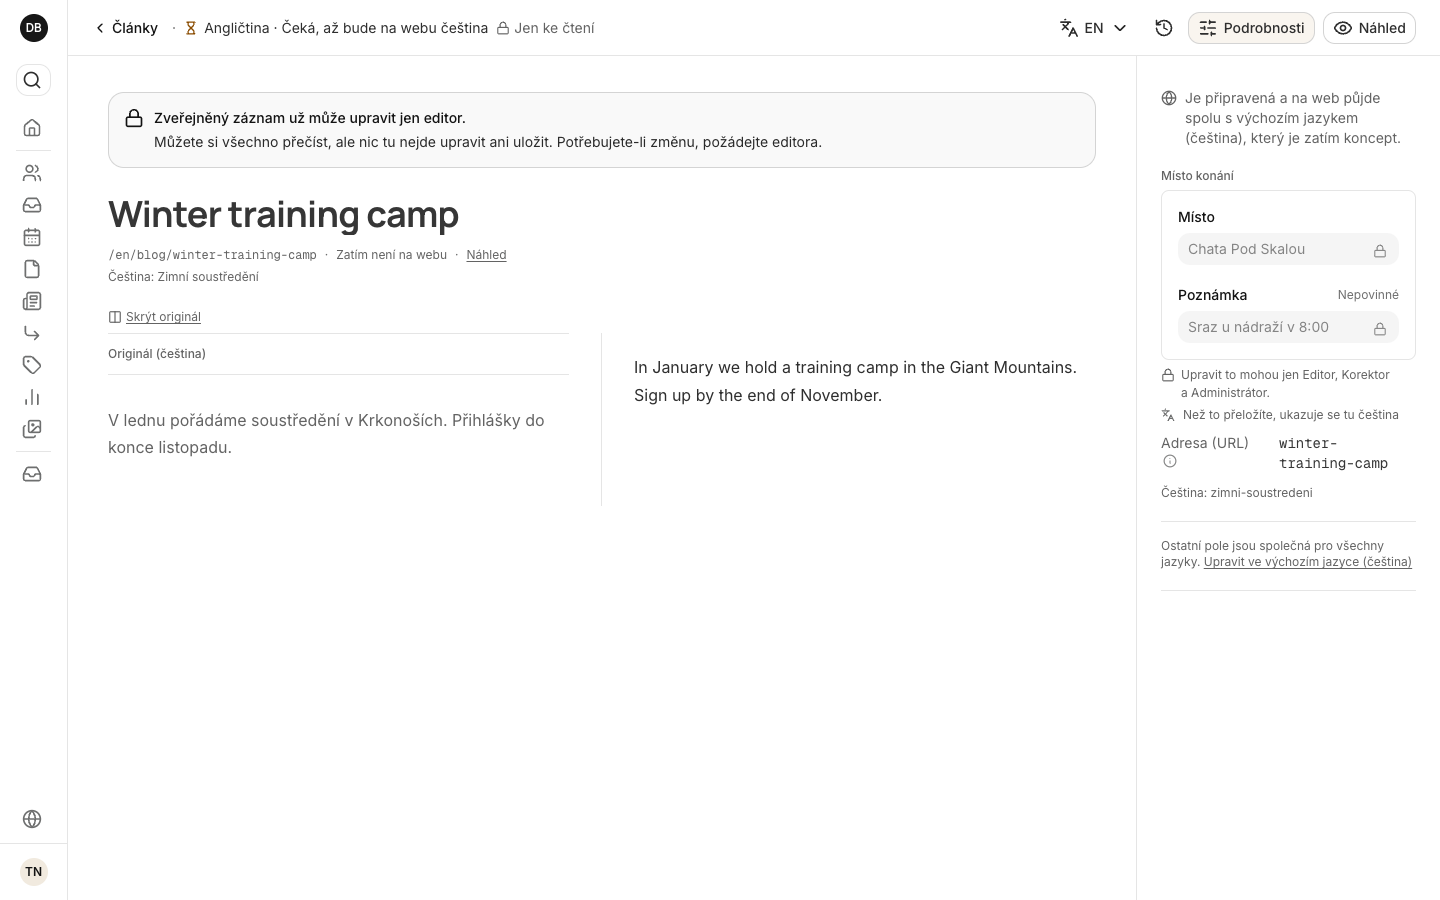 DB
Články · Angličtina · Čeká, až bude na webu čeština Jen ke čtení
EN
Podrobnosti
Náhled
Zveřejněný záznam už může upravit jen editor.
Můžete si všechno přečíst, ale nic tu nejde upravit ani uložit. Potřebujete-li změnu, požádejte editora.
Winter training camp
/en/blog/winter-training-camp · Zatím není na webu · Náhled
Čeština: Zimní soustředění
Skrýt originál
Originál (čeština)
V lednu pořádáme soustředění v Krkonoších. Přihlášky do
konce listopadu.
In January we hold a training camp in the Giant Mountains.
Sign up by the end of November.
Je připravená a na web půjde
spolu s výchozím jazykem
(čeština), který je zatím koncept.
Místo konání
Místo
Chata Pod Skalou
Poznámka Nepovinné
Sraz u nádraží v 8:00
Upravit to mohou jen Editor, Korektor
a Administrátor.
Než to přeložíte, ukazuje se tu čeština
Adresa (URL) winter-
training-camp
Čeština: zimni-soustredeni
Ostatní pole jsou společná pro všechny
jazyky. Upravit ve výchozím jazyce (čeština)
TN